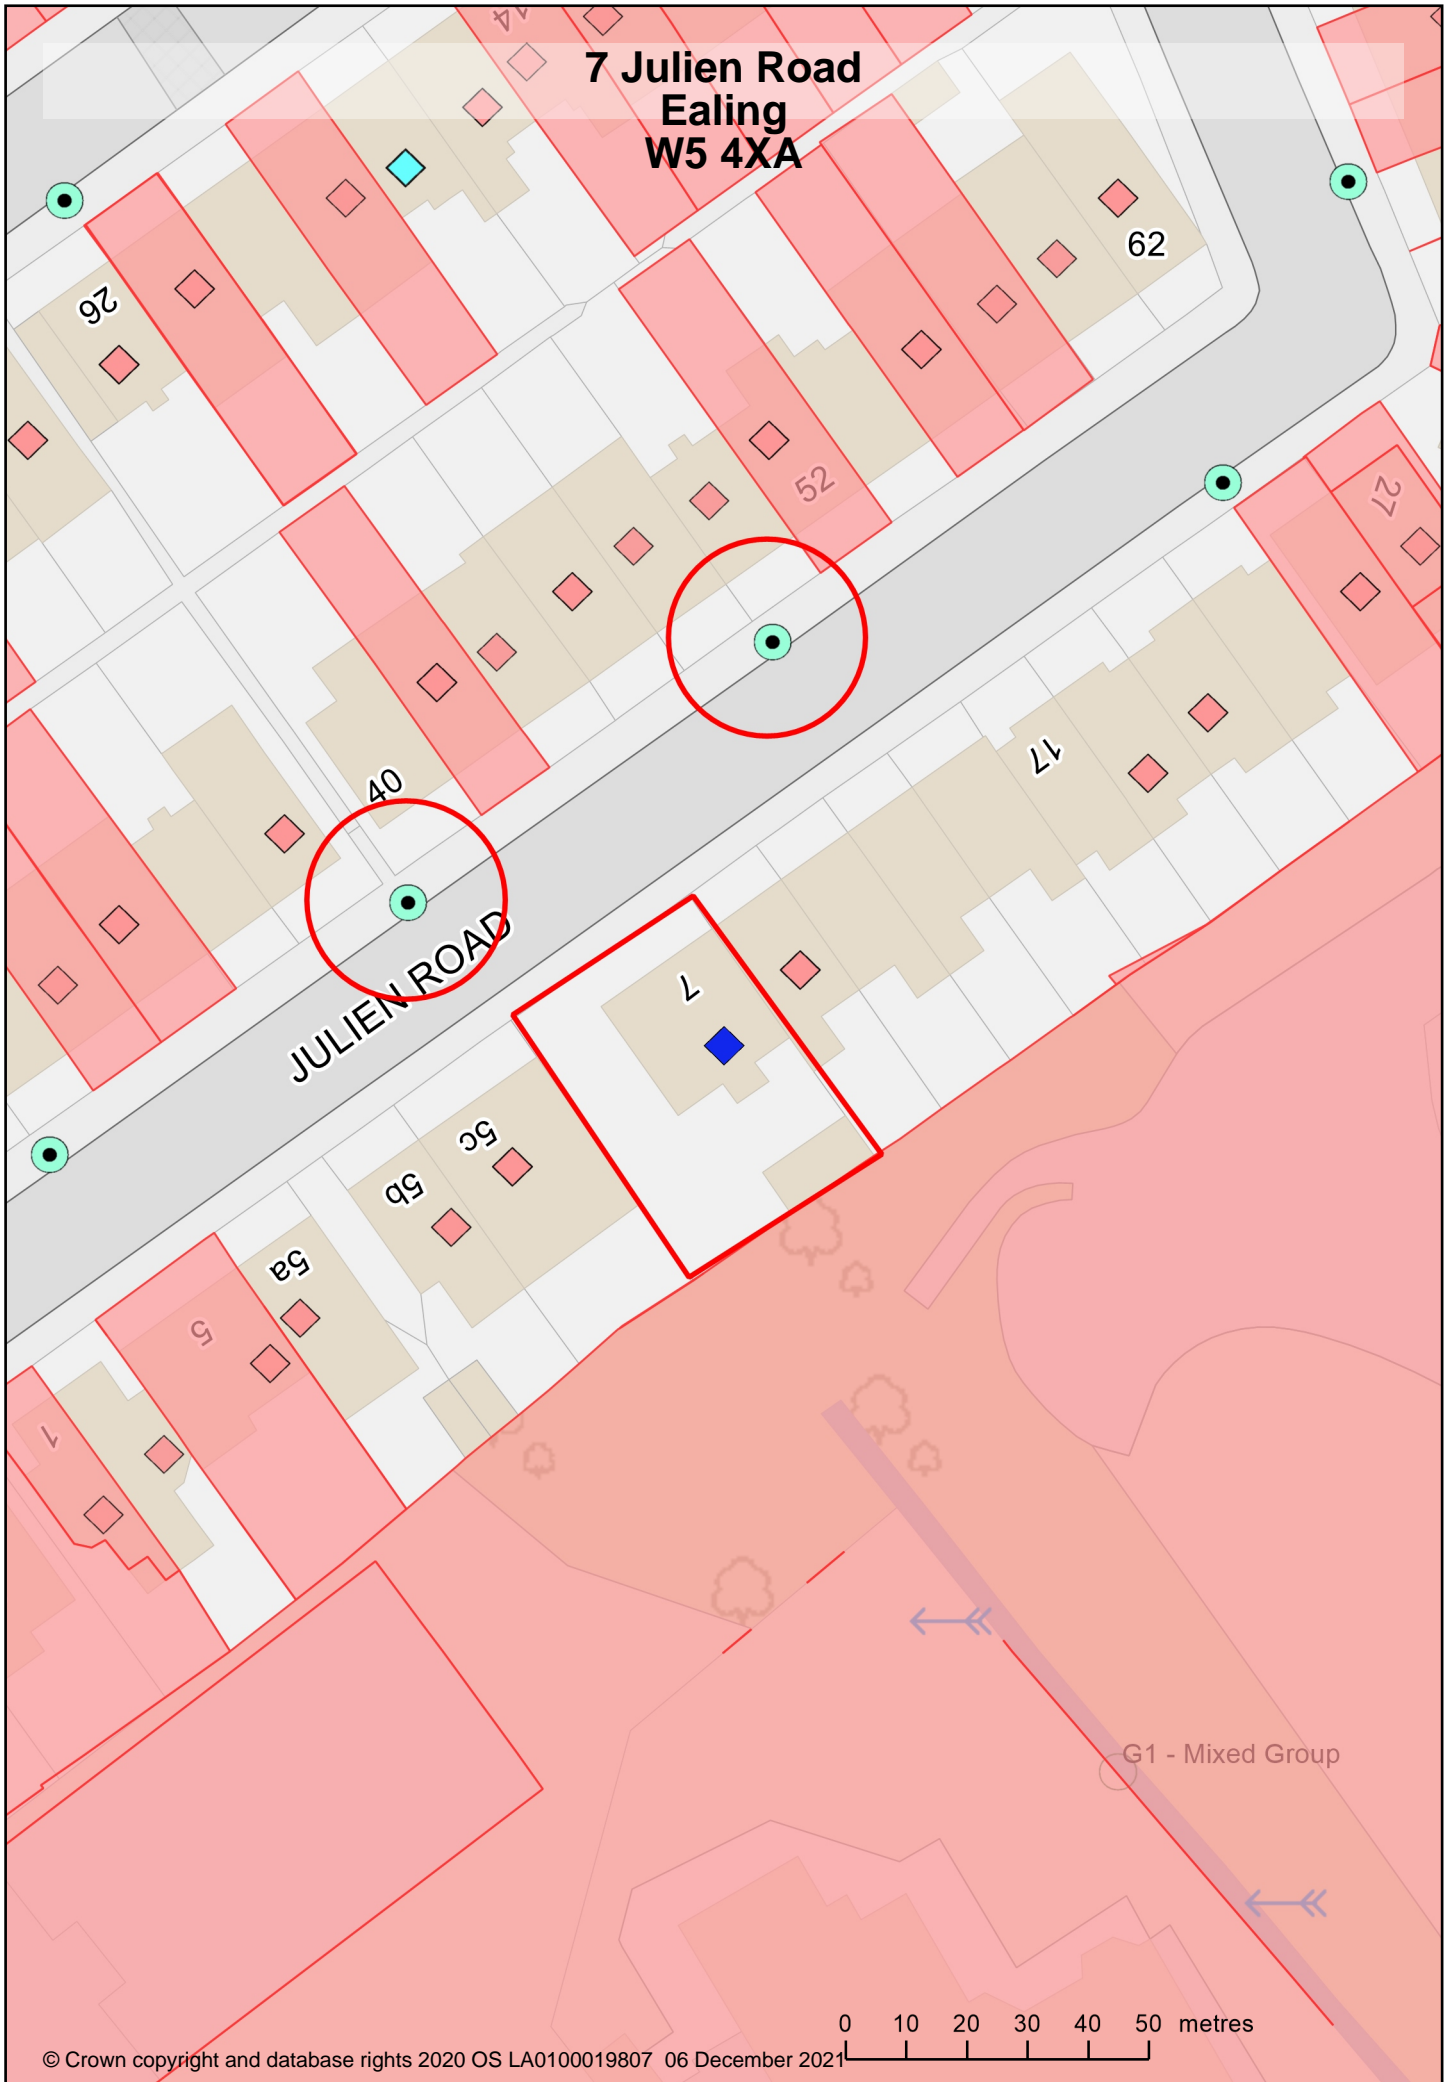 7 Julien Road
Ealing
W5 4XA
14
26
62
52
27
40
17
JULIEN ROAD
7
5c
5b
5a
5
1
G1 - Mixed Group
0 10 20 30 40 50 metres
© Crown copyright and database rights 2020 OS LA0100019807 06 December 2021